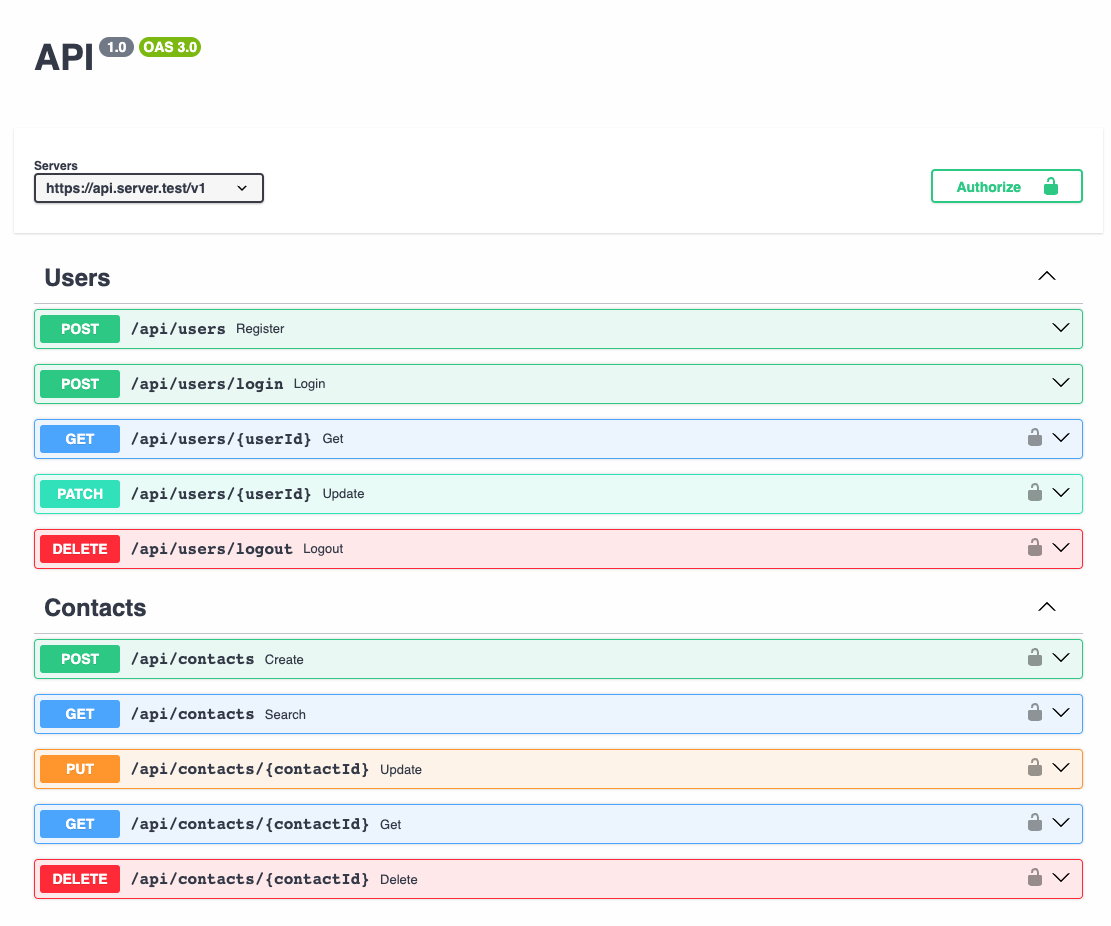 API 1.0 OAS 3.0
Servers
https://api.server.test/v1
Authorize
Users
POST /api/users Register
POST /api/users/login Login
GET /api/users/{userId} Get
PATCH /api/users/{userId} Update
DELETE /api/users/logout Logout
Contacts
POST /api/contacts Create
GET /api/contacts Search
PUT /api/contacts/{contactId} Update
GET /api/contacts/{contactId} Get
DELETE /api/contacts/{contactId} Delete